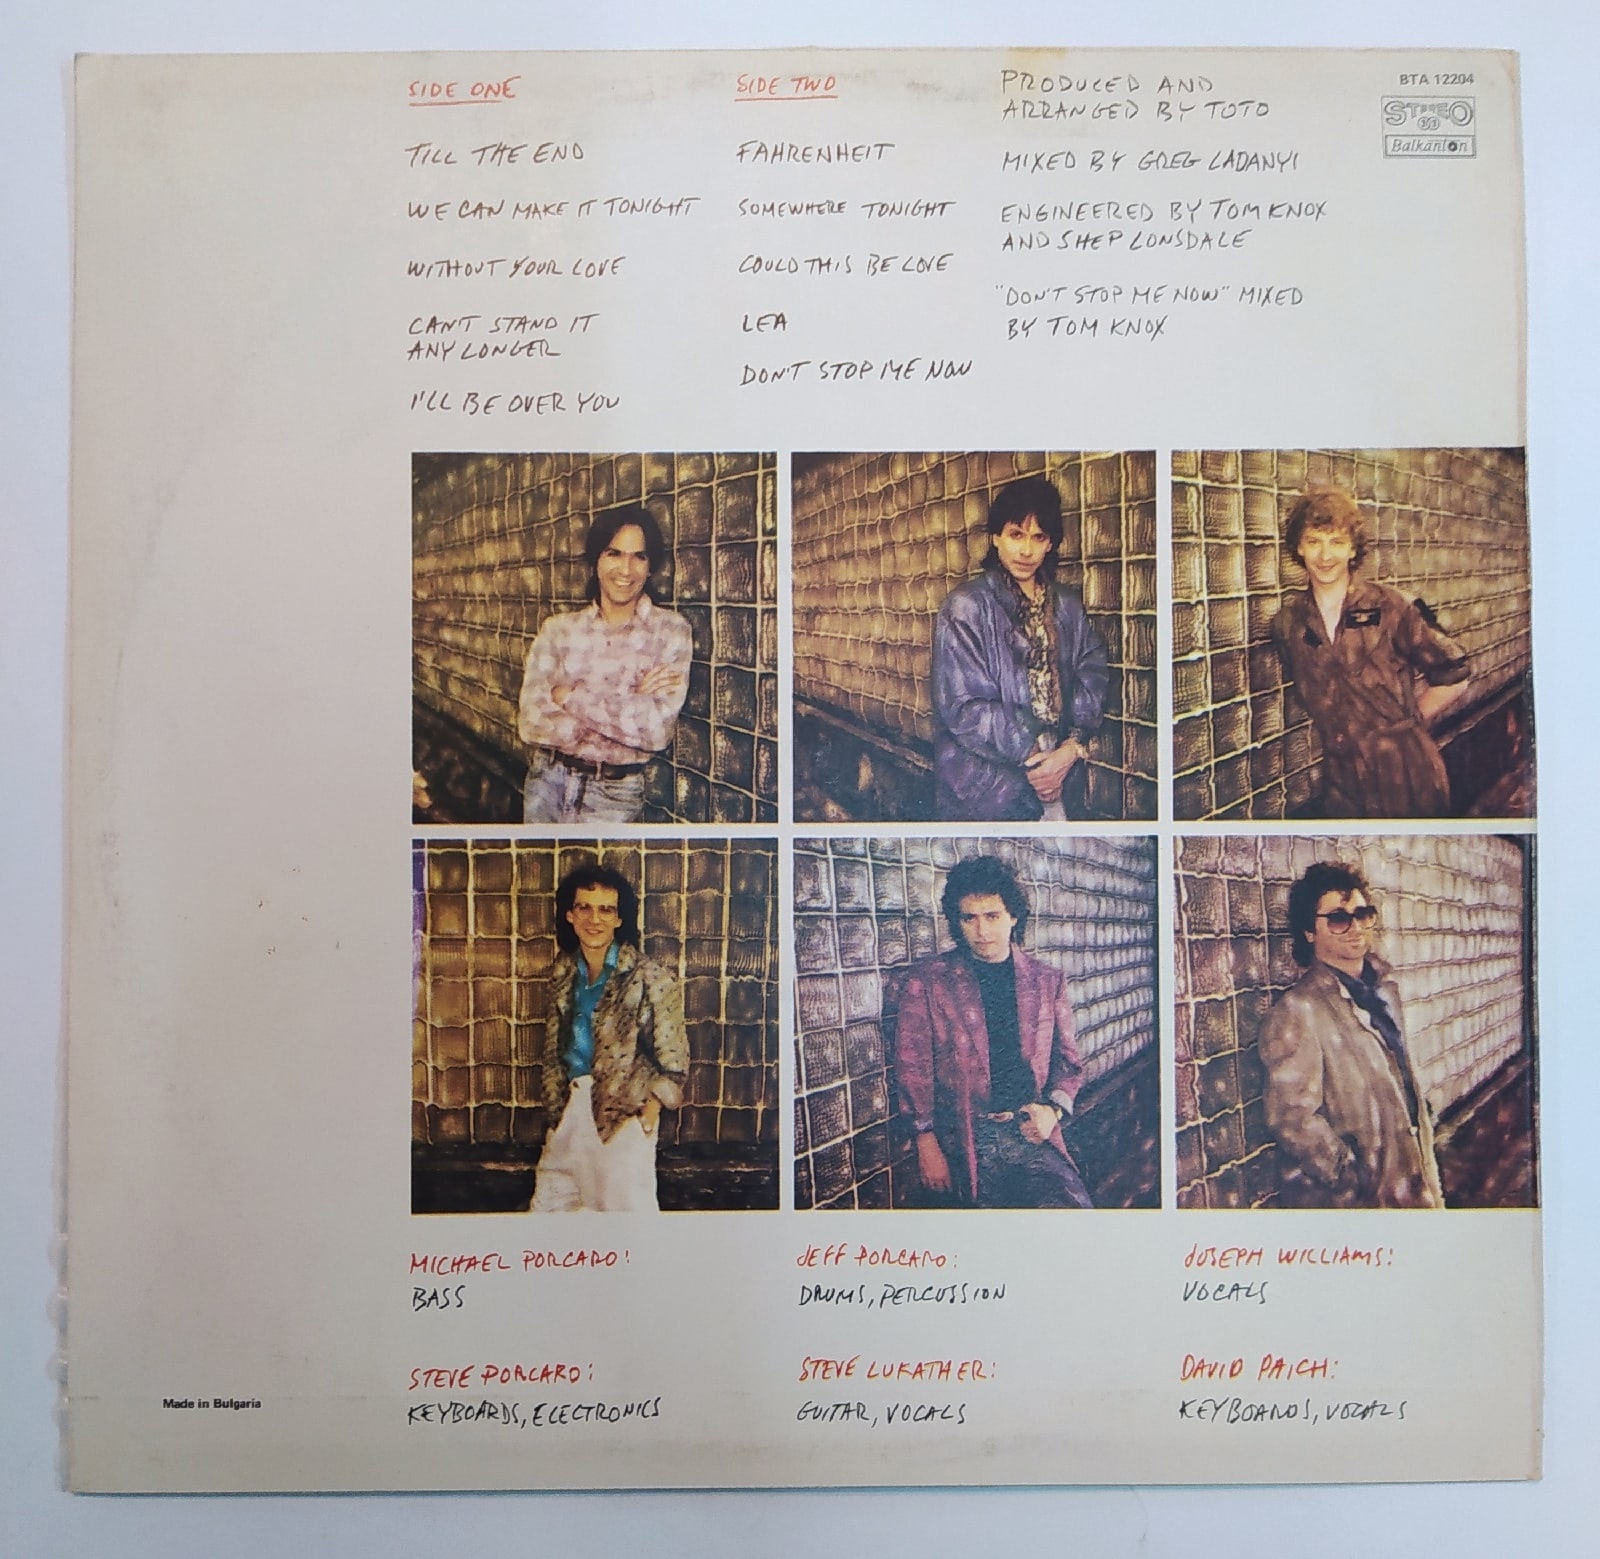 SIDE ONE
TILL THE END
WE CAN MAKE IT TONIGHT
WITHOUT YOUR LOVE
CAN'T STAND IT
ANY LONGER
I'LL BE OVER YOU
SIDE TWO
FAHRENHEIT
SOMEWHERE TONIGHT
COULD THIS BE LOVE
LEA
DON'T STOP ME NOW
PRODUCED AND
ARRANGED BY TOTO
MIXED BY GREG LADANYI
ENGINEERED BY TOM KNOX
AND SHEP LONSDALE
"DON'T STOP ME NOW" MIXED
BY TOM KNOX
BTA 12204
STEREO
33
Balkanton
MICHAEL PORCARO:
BASS
JEFF PORCARO:
DRUMS, PERCUSSION
JOSEPH WILLIAMS:
VOCALS
STEVE PORCARO:
KEYBOARDS, ELECTRONICS
STEVE LUKATHER:
GUITAR, VOCALS
DAVID PAICH:
KEYBOARDS, VOCALS
Made in Bulgaria